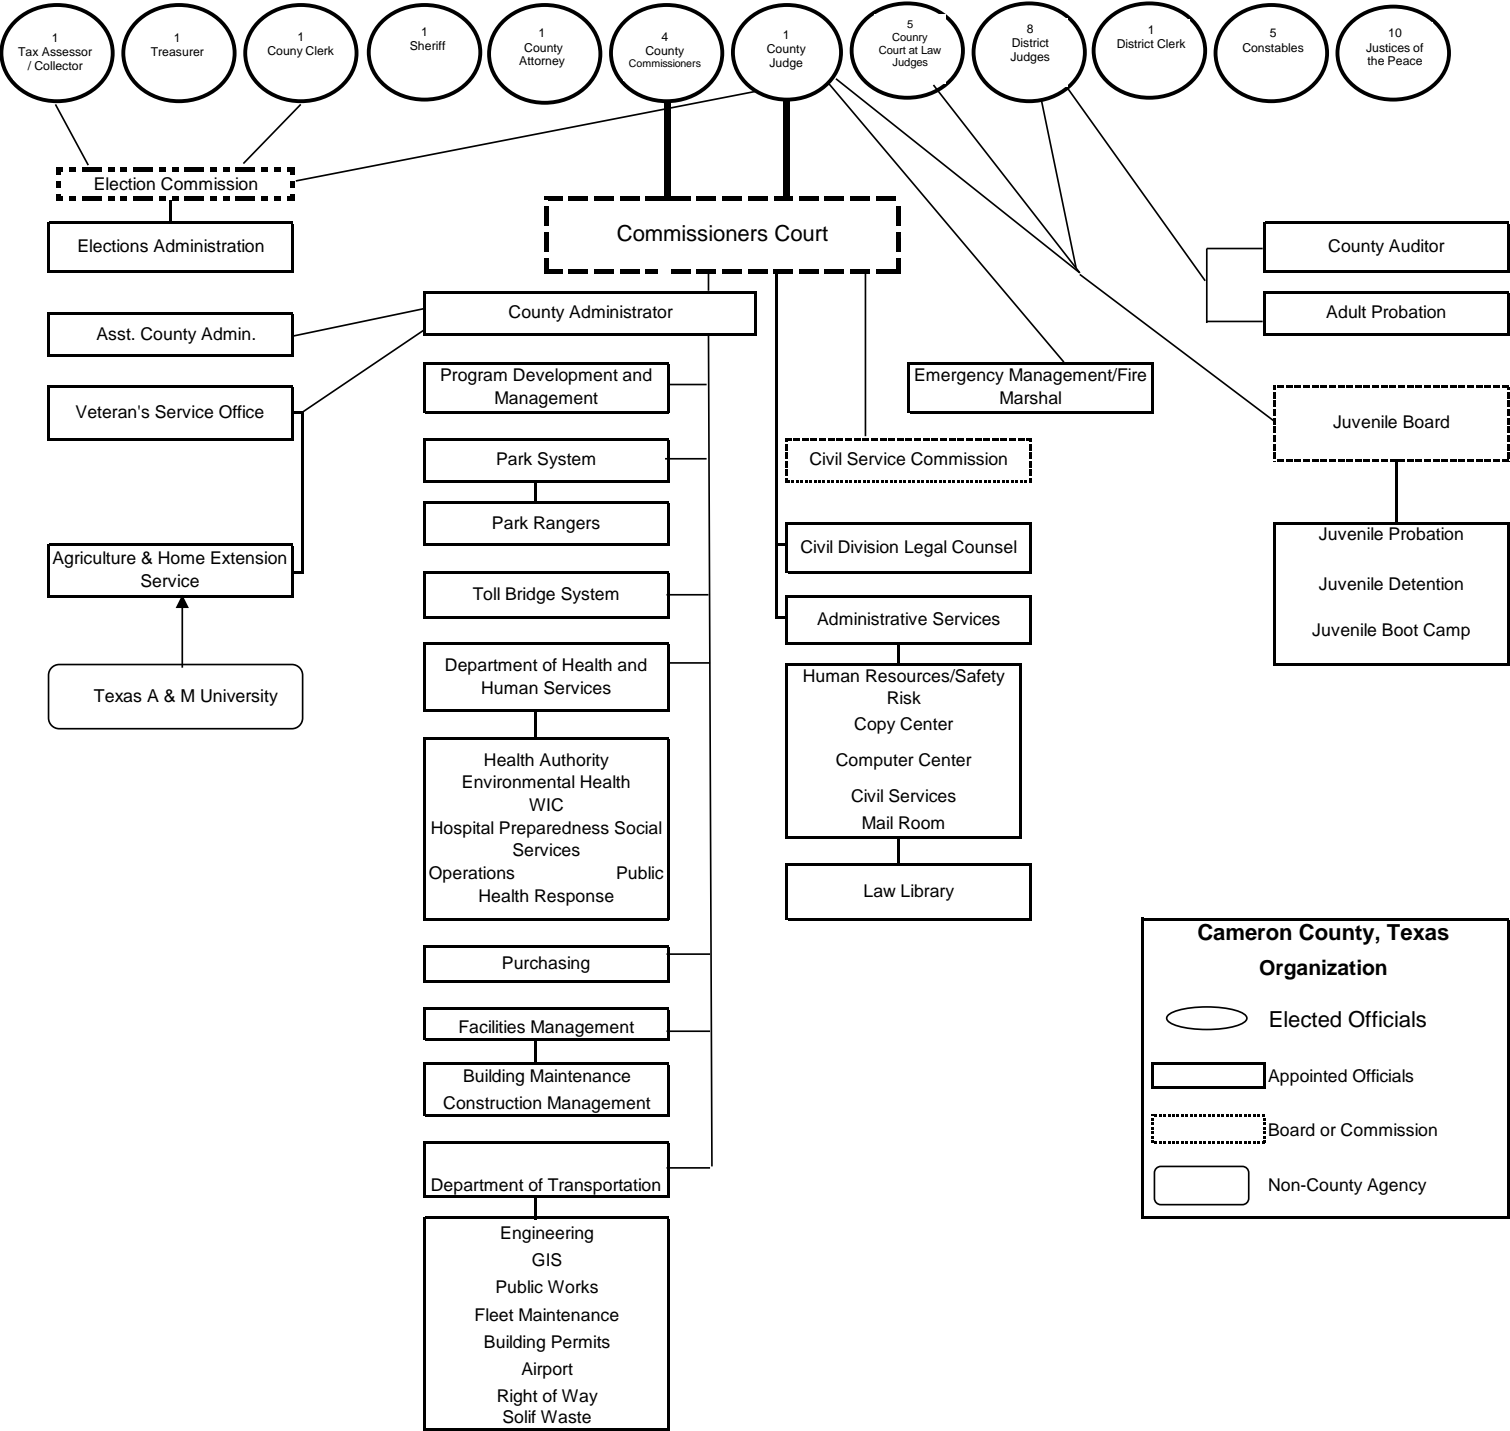 1
Tax Assessor
/ Collector
1
Treasurer
1
Couny Clerk
1
Sheriff
1
County
Attorney
4
County
Commissioners
1
County
Judge
5
Counry
Court at Law
Judges
8
District
Judges
1
District Clerk
5
Constables
10
Justices of
the Peace
Election Commission
Elections Administration
Commissioners Court
County Auditor
Adult Probation
County Administrator
Asst. County Admin.
Veteran's Service Office
Agriculture & Home Extension
Service
Texas A & M University
Program Development and
Management
Park System
Park Rangers
Toll Bridge System
Department of Health and
Human Services
Health Authority
Environmental Health
WIC
Hospital Preparedness Social
Services
Operations Public
Health Response
Purchasing
Facilities Management
Building Maintenance
Construction Management
Department of Transportation
Engineering
GIS
Public Works
Fleet Maintenance
Building Permits
Airport
Right of Way
Solif Waste
Emergency Management/Fire
Marshal
Civil Service Commission
Civil Division Legal Counsel
Administrative Services
Human Resources/Safety
Risk
Copy Center
Computer Center
Civil Services
Mail Room
Law Library
Juvenile Board
Juvenile Probation
Juvenile Detention
Juvenile Boot Camp
Cameron County, Texas
Organization
Elected Officials
Appointed Officials
Board or Commission
Non-County Agency